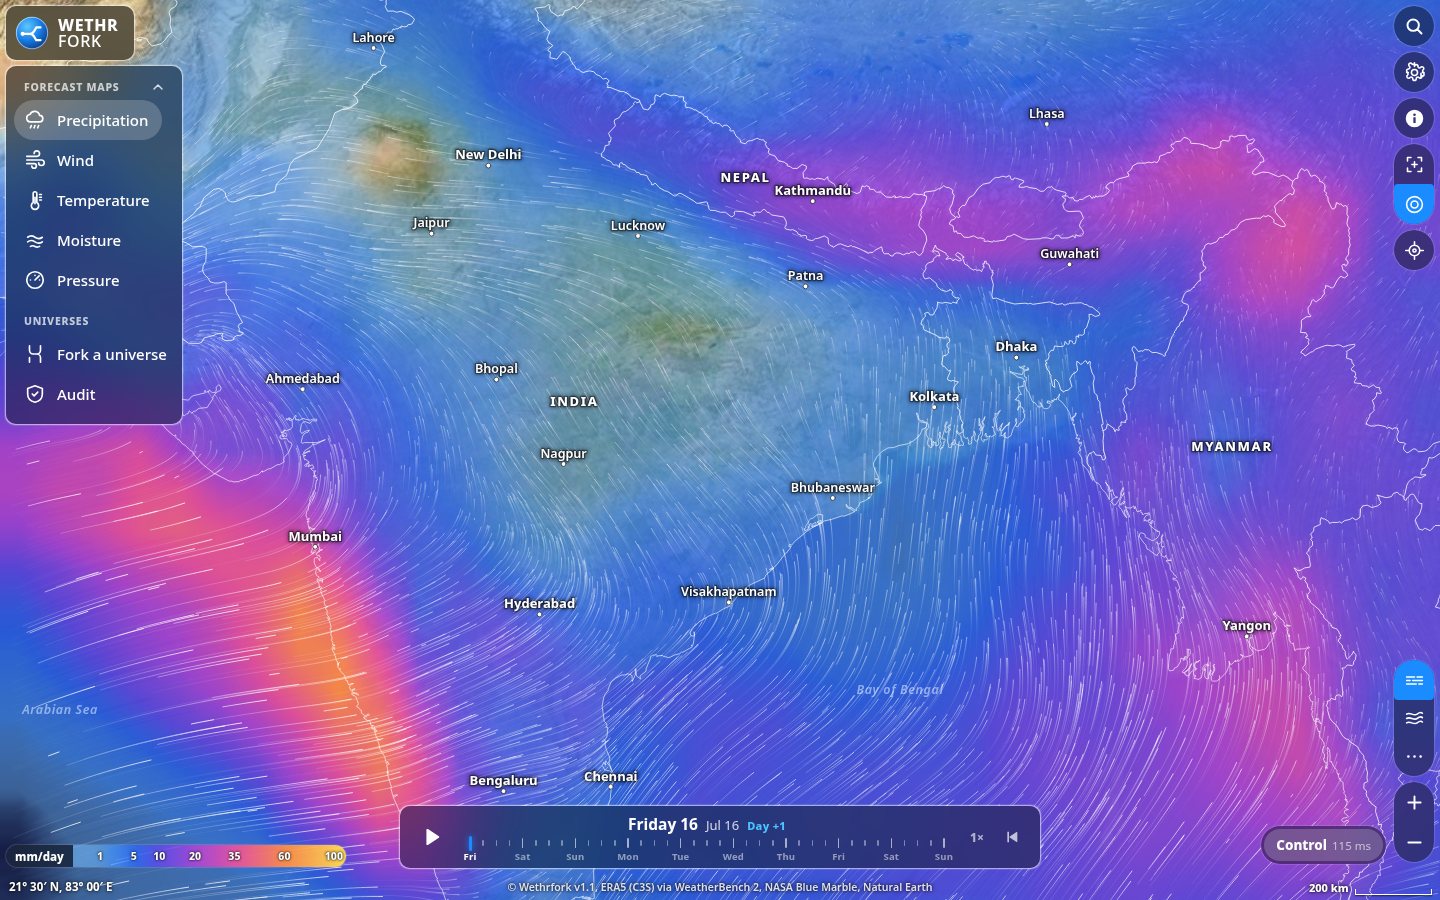 WETHR
FORK
FORECAST MAPS
Precipitation
Wind
Temperature
Moisture
Pressure
UNIVERSES
Fork a universe
Audit
Lahore
New Delhi
Jaipur
Lucknow
NEPAL
Kathmandu
Lhasa
Guwahati
Patna
Dhaka
Kolkata
Ahmedabad
Bhopal
INDIA
Nagpur
Bhubaneswar
MYANMAR
Mumbai
Hyderabad
Visakhapatnam
Yangon
Bay of Bengal
Arabian Sea
Bengaluru
Chennai
Friday 16 Jul 16 Day +1
1×
Fri Sat Sun Mon Tue Wed Thu Fri Sat Sun
Control 115 ms
mm/day 1 5 10 20 35 60 100
21° 30′ N, 83° 00′ E
© Wethrfork v1.1, ERA5 (C3S) via WeatherBench 2, NASA Blue Marble, Natural Earth
200 km